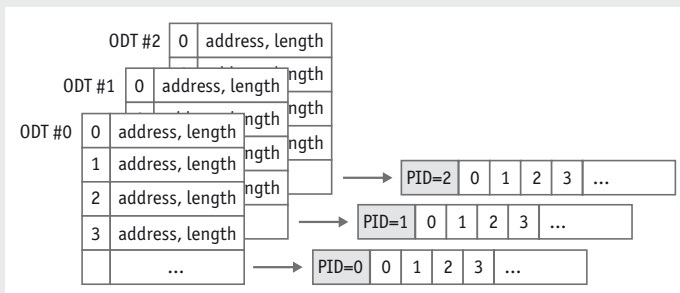 ODT #2 0 address, length
ngth
ODT #1 0 address, length
ngth
ngth
ODT #0 0 address, length
ngth
1 address, length
ngth
2 address, length
PID=2 0 1 2 3 ...
3 address, length
PID=1 0 1 2 3 ...
...
PID=0 0 1 2 3 ...